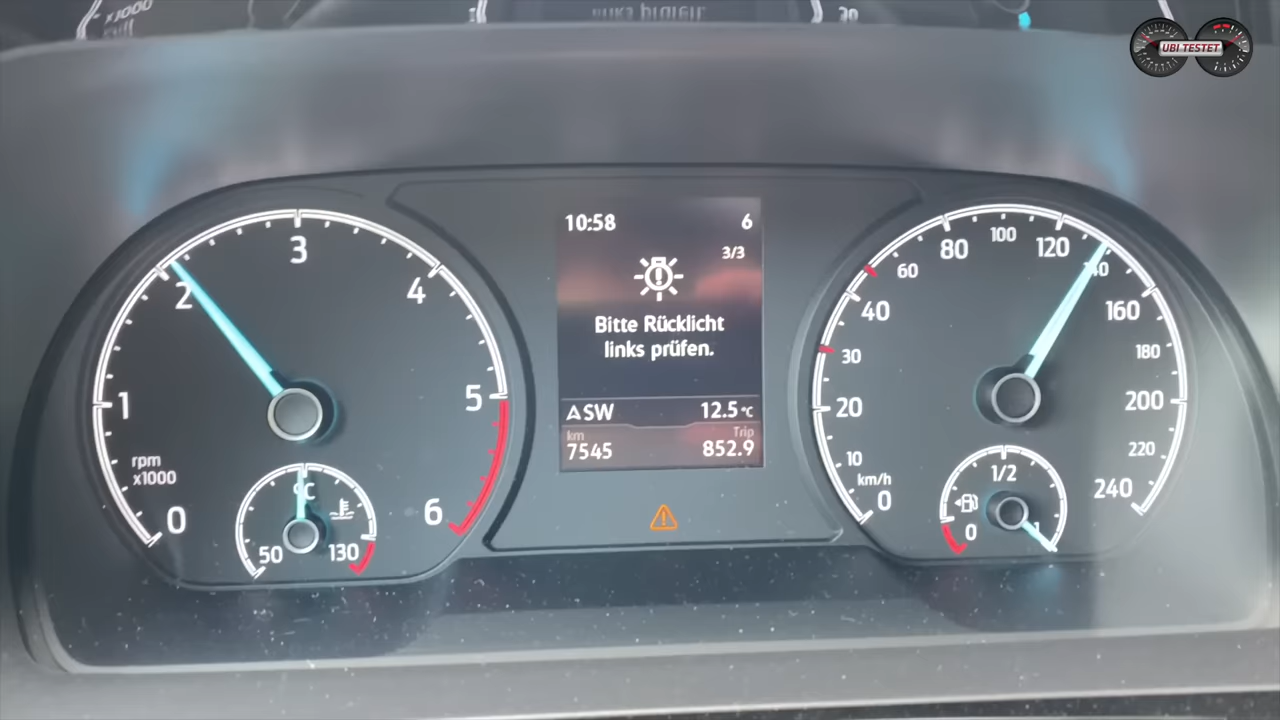 UBI TESTET
10:58 6
3/3
Bitte Rücklicht
links prüfen.
SW 12.5 °C
km Trip
7545 852.9
0 1 2 3 4 5 6
rpm
x1000
°C
50 130
0 10 20 30 40 60 80 100 120 140 160 180 200 220 240
km/h
0 1/2 1